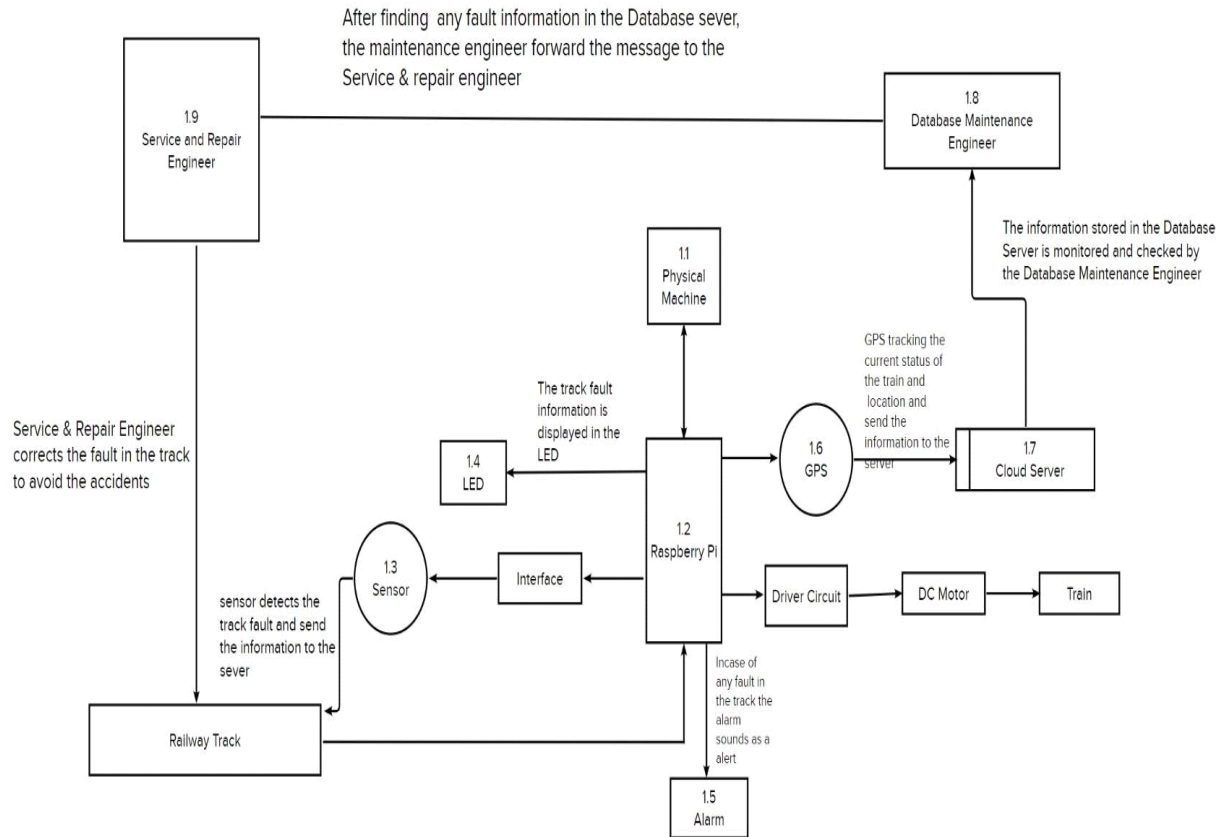 After finding any fault information in the Database sever,
the maintenance engineer forward the message to the
Service & repair engineer
1.9
Service and Repair
Engineer
1.8
Database Maintenance
Engineer
The information stored in the Database
Server is monitored and checked by
the Database Maintenance Engineer
1.1
Physical
Machine
GPS tracking the
current status of
the train and
location and
send the
information to the
server
The track fault
information is
displayed in the
LED
Service & Repair Engineer
corrects the fault in the track
to avoid the accidents
1.4
LED
1.6
GPS
1.7
Cloud Server
1.2
Raspberry Pi
1.3
Sensor
Interface
Driver Circuit
DC Motor
Train
sensor detects the
track fault and send
the information to the
sever
Incase of
any fault in
the track the
alarm
sounds as a
alert
Railway Track
1.5
Alarm